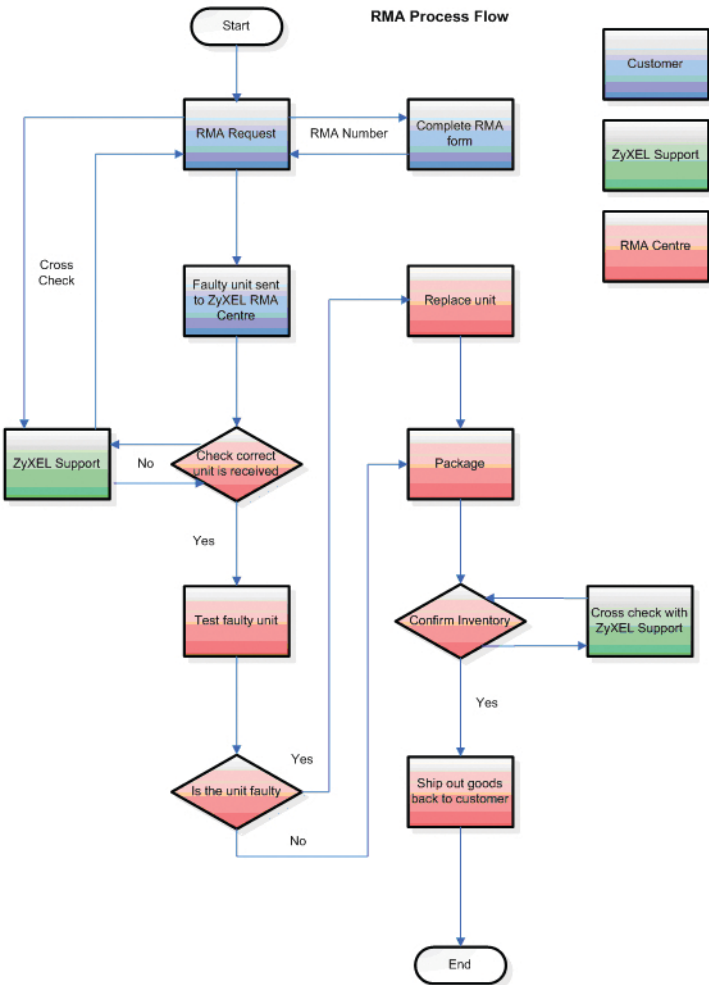 RMA Process Flow
Start
Customer
RMA Request
RMA Number
Complete RMA
form
ZyXEL Support
RMA Centre
Cross
Check
Faulty unit sent
to ZyXEL RMA
Centre
Replace unit
ZyXEL Support
No
Check correct
unit is received
Package
Yes
Test faulty unit
Confirm Inventory
Cross check with
ZyXEL Support
Yes
Yes
Is the unit faulty
Ship out goods
back to customer
No
End